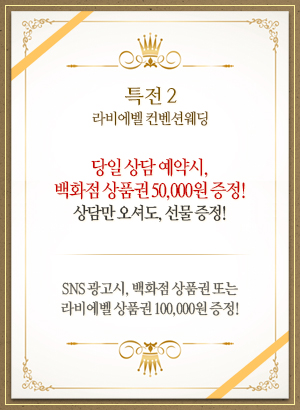 특전 2
라비에벨 컨벤션웨딩
당일 상담 예약시,
백화점 상품권 50,000원 증정!
상담만 오셔도, 선물 증정!
SNS 광고시, 백화점 상품권 또는
라비에벨 상품권 100,000원 증정!